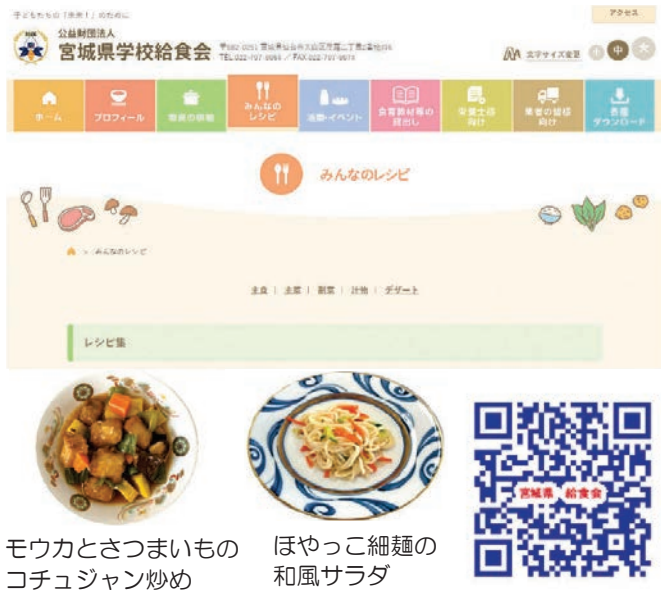 子どもたちの「未来！」のために
アクセス
公益財団法人
宮城県学校給食会
文字サイズ変更 小 中 大
ホーム
プロフィール
みんなの
レシピ
活動・イベント
食育教材等の
貸出し
栄養士様
向け
業者の皆様
向け
各種
ダウンロード
みんなのレシピ
> みんなのレシピ
主食 | 主菜 | 副菜 | 汁物 | デザート
レシピ集
モウカとさつまいもの
コチュジャン炒め
ほやっこ細麺の
和風サラダ
宮城県 給食会